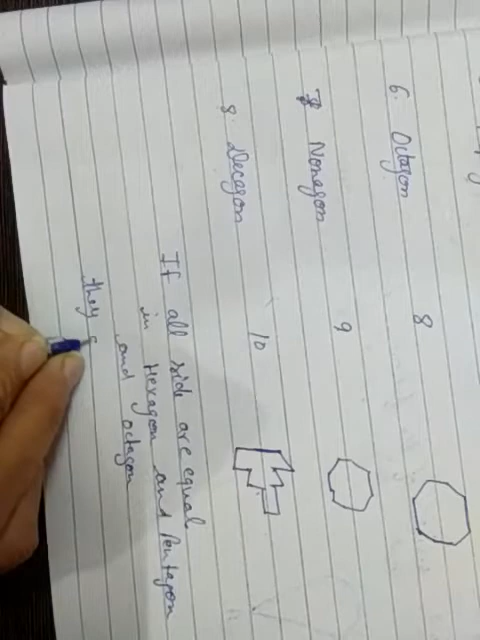 6. Octagon 8
7 Nonagon 9
8. Decagon 10
If all side are equal
in Hexagon and Pentagon
and octagon
they